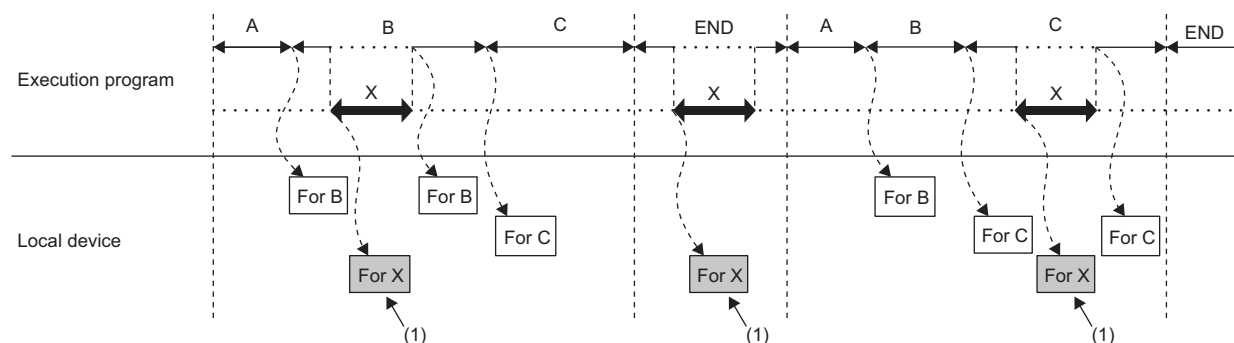 A B C END A B C END
Execution program
X X X
For B For B For B
For C For C For C
Local device
For X For X For X
(1) (1) (1)